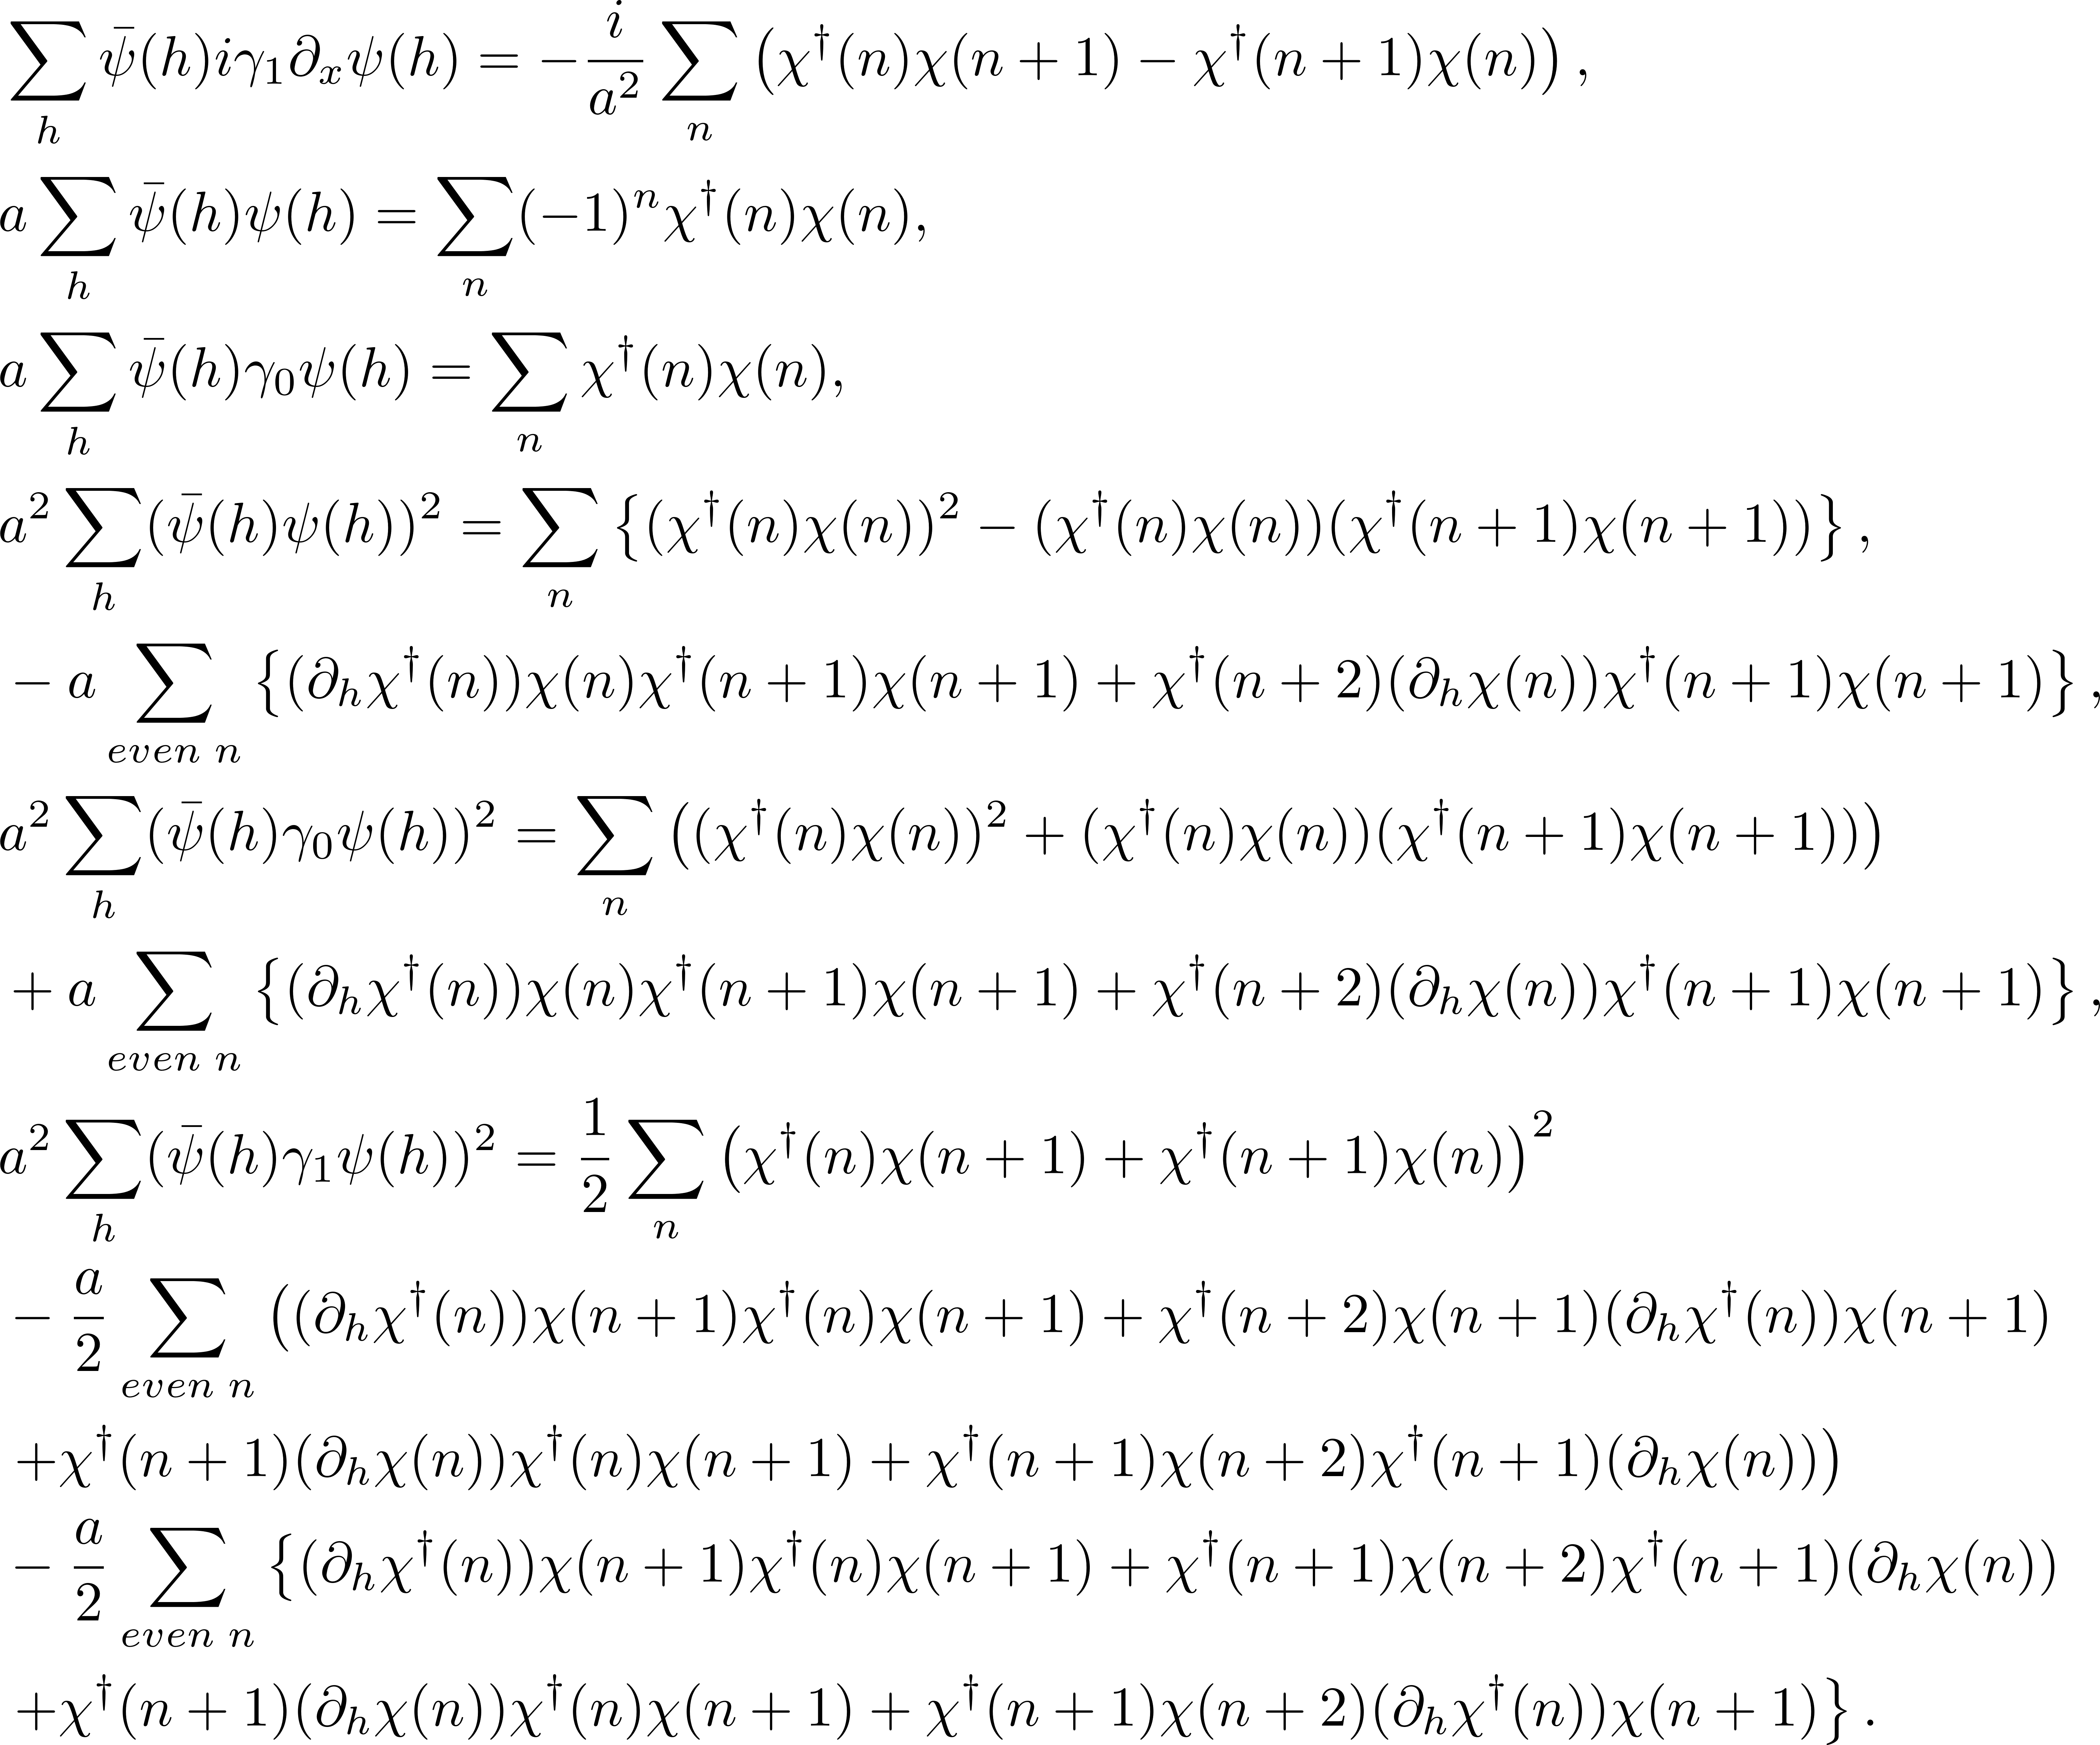 \sum_h \bar{\psi}(h) i\gamma_1 \partial_x \psi(h) = -\frac{i}{a^2} \sum_n \left( \chi^\dagger(n)\chi(n+1) - \chi^\dagger(n+1)\chi(n) \right),
a \sum_h \bar{\psi}(h)\psi(h) = \sum_n (-1)^n \chi^\dagger(n)\chi(n),
a \sum_h \bar{\psi}(h)\gamma_0\psi(h) = \sum_n \chi^\dagger(n)\chi(n),
a^2 \sum_h (\bar{\psi}(h)\psi(h))^2 = \sum_n \left\{ (\chi^\dagger(n)\chi(n))^2 - (\chi^\dagger(n)\chi(n))(\chi^\dagger(n+1)\chi(n+1)) \right\},
- a \sum_{even\ n} \left\{ (\partial_h \chi^\dagger(n))\chi(n)\chi^\dagger(n+1)\chi(n+1) + \chi^\dagger(n+2)(\partial_h \chi(n))\chi^\dagger(n+1)\chi(n+1) \right\},
a^2 \sum_h (\bar{\psi}(h)\gamma_0\psi(h))^2 = \sum_n \left( (\chi^\dagger(n)\chi(n))^2 + (\chi^\dagger(n)\chi(n))(\chi^\dagger(n+1)\chi(n+1)) \right)
+ a \sum_{even\ n} \left\{ (\partial_h \chi^\dagger(n))\chi(n)\chi^\dagger(n+1)\chi(n+1) + \chi^\dagger(n+2)(\partial_h \chi(n))\chi^\dagger(n+1)\chi(n+1) \right\},
a^2 \sum_h (\bar{\psi}(h)\gamma_1\psi(h))^2 = \frac{1}{2} \sum_n \left( \chi^\dagger(n)\chi(n+1) + \chi^\dagger(n+1)\chi(n) \right)^2
- \frac{a}{2} \sum_{even\ n} \left( (\partial_h \chi^\dagger(n))\chi(n+1)\chi^\dagger(n)\chi(n+1) + \chi^\dagger(n+2)\chi(n+1)(\partial_h \chi^\dagger(n))\chi(n+1) \right.
\left. + \chi^\dagger(n+1)(\partial_h \chi(n))\chi^\dagger(n)\chi(n+1) + \chi^\dagger(n+1)\chi(n+2)\chi^\dagger(n+1)(\partial_h \chi(n)) \right)
- \frac{a}{2} \sum_{even\ n} \left\{ (\partial_h \chi^\dagger(n))\chi(n+1)\chi^\dagger(n)\chi(n+1) + \chi^\dagger(n+1)\chi(n+2)\chi^\dagger(n+1)(\partial_h \chi(n)) \right.
\left. + \chi^\dagger(n+1)(\partial_h \chi(n))\chi^\dagger(n)\chi(n+1) + \chi^\dagger(n+1)\chi(n+2)(\partial_h \chi^\dagger(n))\chi(n+1) \right\}.